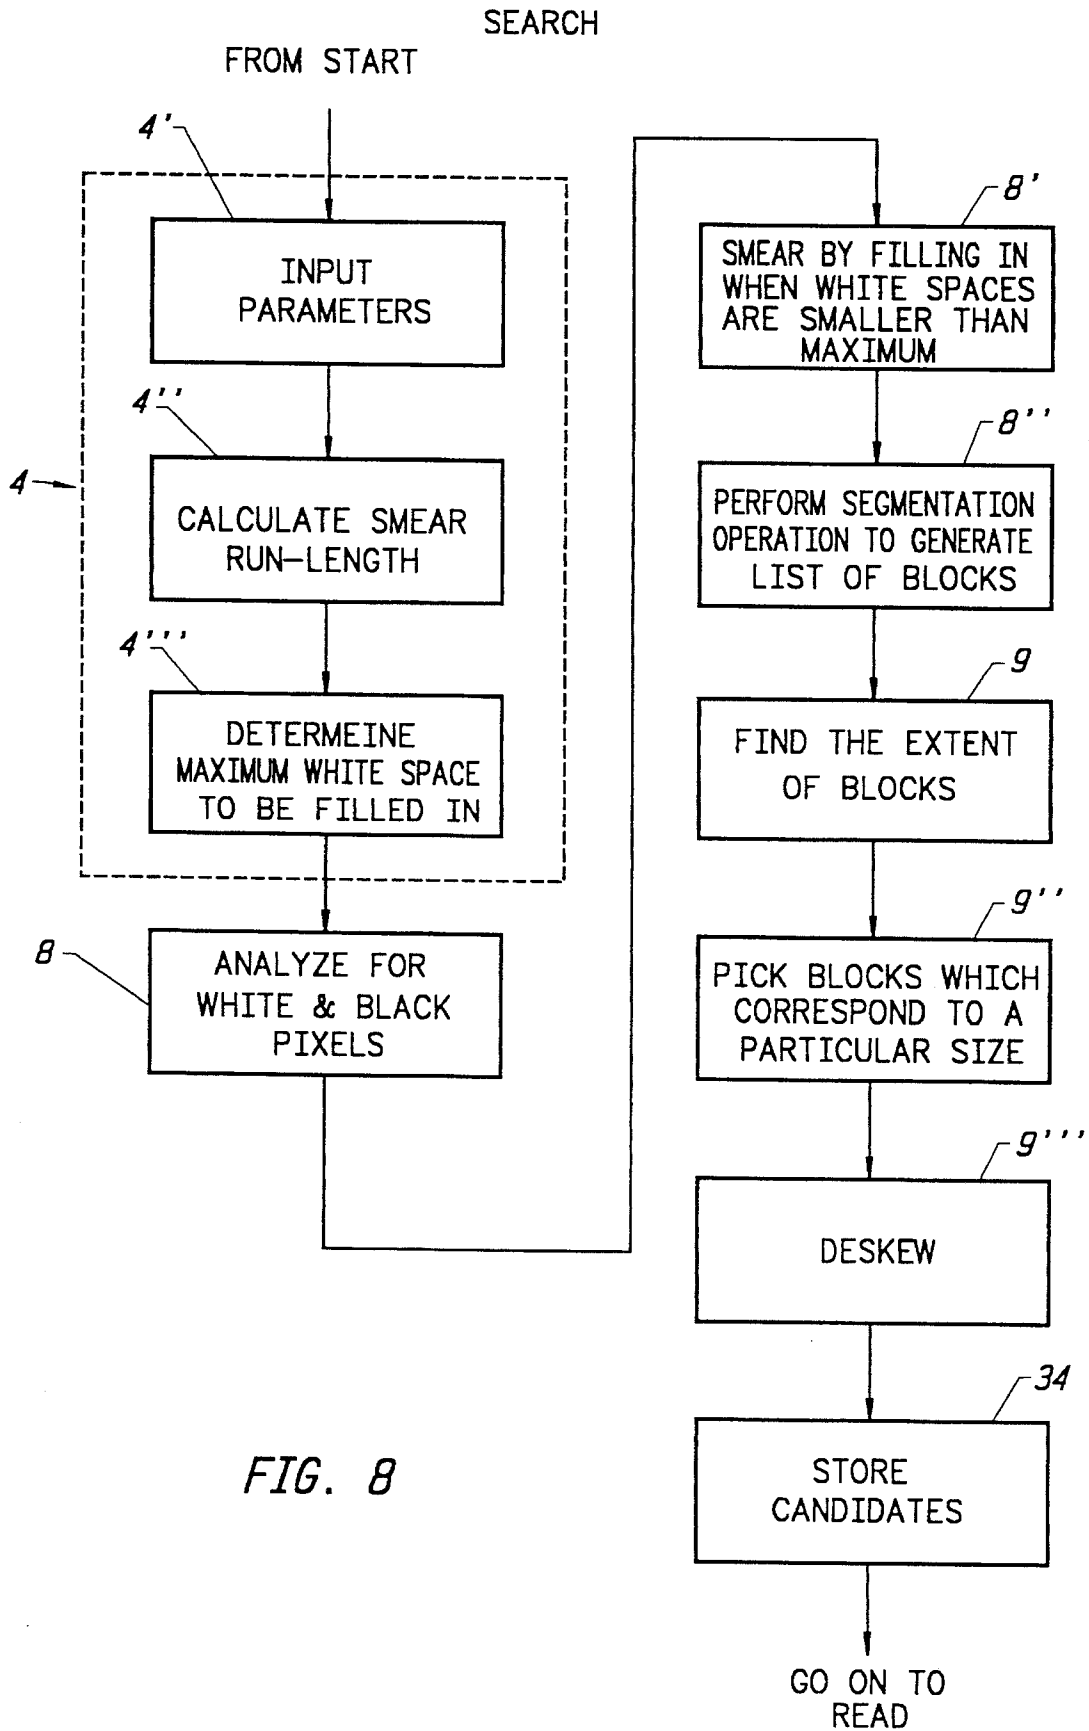 SEARCH
FROM START
4'
INPUT
PARAMETERS
4''
CALCULATE SMEAR
RUN-LENGTH
4
4'''
DETERMEINE
MAXIMUM WHITE SPACE
TO BE FILLED IN
8
ANALYZE FOR
WHITE & BLACK
PIXELS
8'
SMEAR BY FILLING IN
WHEN WHITE SPACES
ARE SMALLER THAN
MAXIMUM
8''
PERFORM SEGMENTATION
OPERATION TO GENERATE
LIST OF BLOCKS
9
FIND THE EXTENT
OF BLOCKS
9''
PICK BLOCKS WHICH
CORRESPOND TO A
PARTICULAR SIZE
9'''
DESKEW
34
STORE
CANDIDATES
GO ON TO
READ
FIG. 8